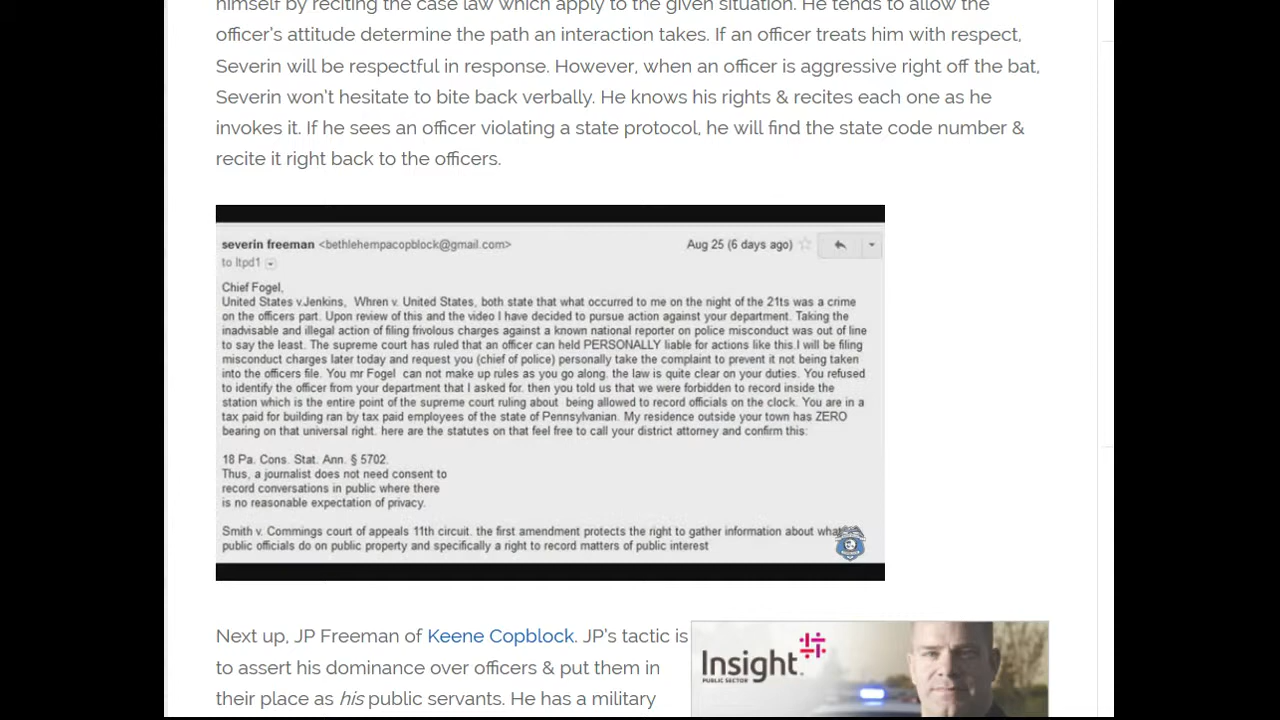 himself by reciting the case law which apply to the given situation. He tends to allow the
officer's attitude determine the path an interaction takes. If an officer treats him with respect,
Severin will be respectful in response. However, when an officer is aggressive right off the bat,
Severin won't hesitate to bite back verbally. He knows his rights & recites each one as he
invokes it. If he sees an officer violating a state protocol, he will find the state code number &
recite it right back to the officers.
severin freeman <bethlehempacopblock@gmail.com>
Aug 25 (6 days ago)
to ltpd1
Chief Fogel,
United States v.Jenkins, Whren v. United States, both state that what occurred to me on the night of the 21ts was a crime
on the officers part. Upon review of this and the video I have decided to pursue action against your department. Taking the
inadvisable and illegal action of filing frivolous charges against a known national reporter on police misconduct was out of line
to say the least. The supreme court has ruled that an officer can held PERSONALLY liable for actions like this.I will be filing
misconduct charges later today and request you (chief of police) personally take the complaint to prevent it not being taken
into the officers file. You mr Fogel can not make up rules as you go along. the law is quite clear on your duties. You refused
to identify the officer from your department that I asked for. then you told us that we were forbidden to record inside the
station which is the entire point of the supreme court ruling about being allowed to record officials on the clock. You are in a
tax paid for building ran by tax paid employees of the state of Pennsylvanian. My residence outside your town has ZERO
bearing on that universal right. here are the statutes on that feel free to call your district attorney and confirm this:
18 Pa. Cons. Stat. Ann. § 5702.
Thus, a journalist does not need consent to
record conversations in public where there
is no reasonable expectation of privacy.
Smith v. Commings court of appeals 11th circuit. the first amendment protects the right to gather information about what
public officials do on public property and specifically a right to record matters of public interest
Next up, JP Freeman of Keene Copblock. JP's tactic is
to assert his dominance over officers & put them in
their place as his public servants. He has a military
Insight
PUBLIC SECTOR